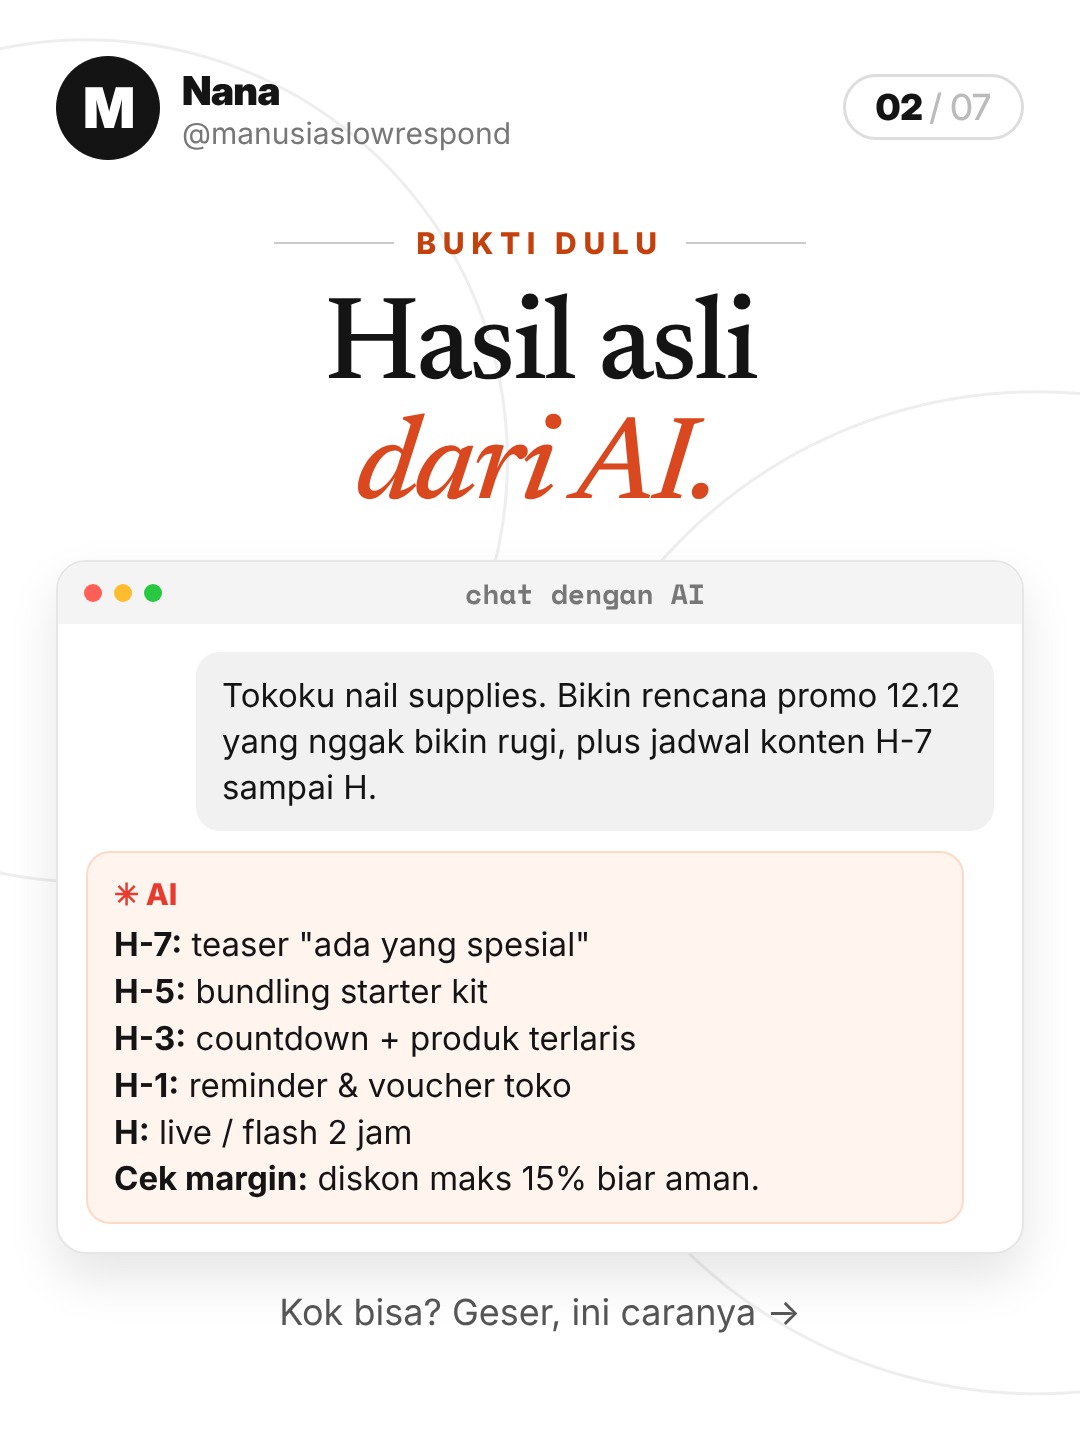 M
Nana
@manusiaslowrespond
02 / 07
BUKTI DULU
Hasil asli
dari AI.
chat dengan AI
Tokoku nail supplies. Bikin rencana promo 12.12
yang nggak bikin rugi, plus jadwal konten H-7
sampai H.
✳ AI
H-7: teaser "ada yang spesial"
H-5: bundling starter kit
H-3: countdown + produk terlaris
H-1: reminder & voucher toko
H: live / flash 2 jam
Cek margin: diskon maks 15% biar aman.
Kok bisa? Geser, ini caranya →